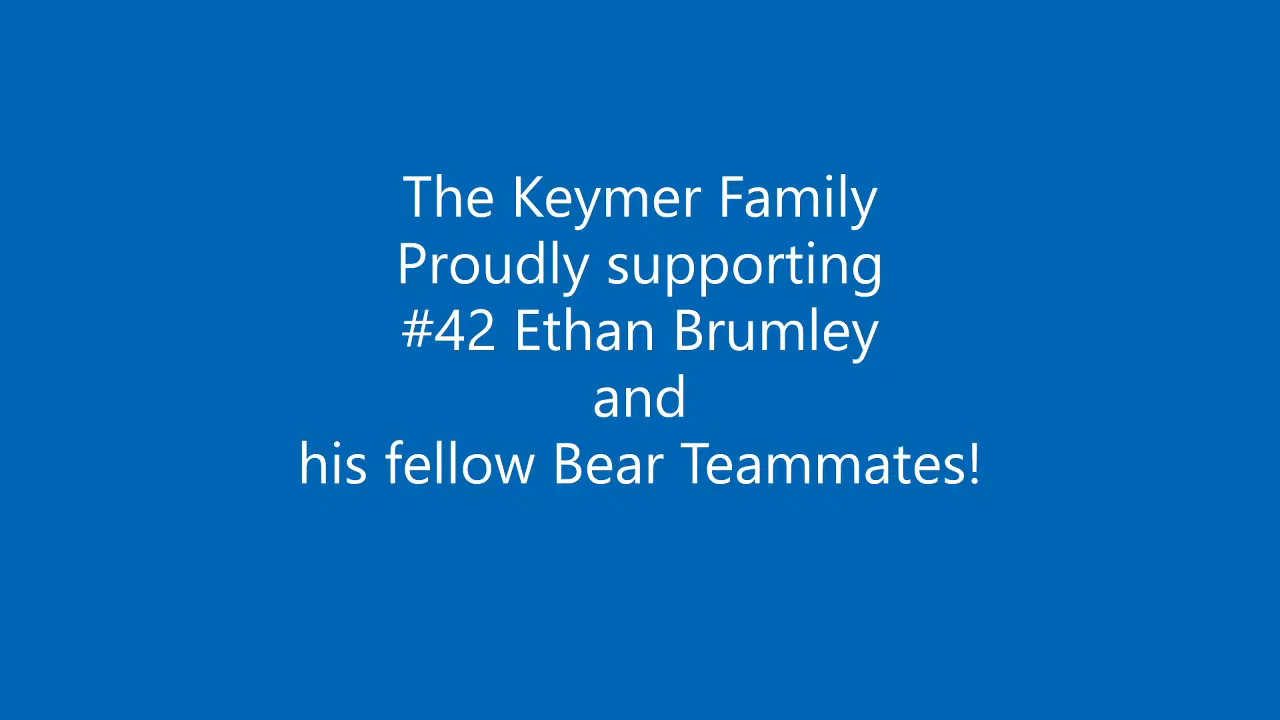 The Keymer Family
Proudly supporting
#42 Ethan Brumley
and
his fellow Bear Teammates!